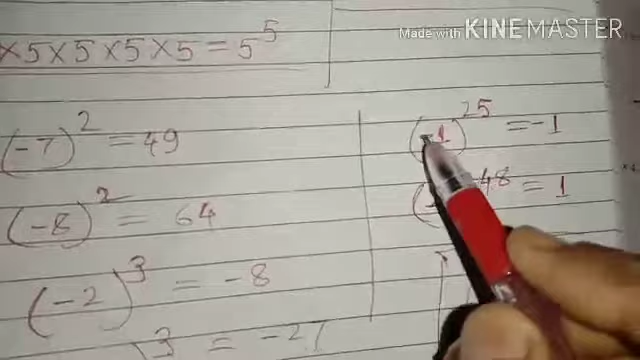 Made with KINEMASTER
×5×5×5×5 = 5^5
(-7)^2 = 49
(-8)^2 = 64
(-2)^3 = -8
)^3 = -27
(-1)^25 = -1
^48 = 1